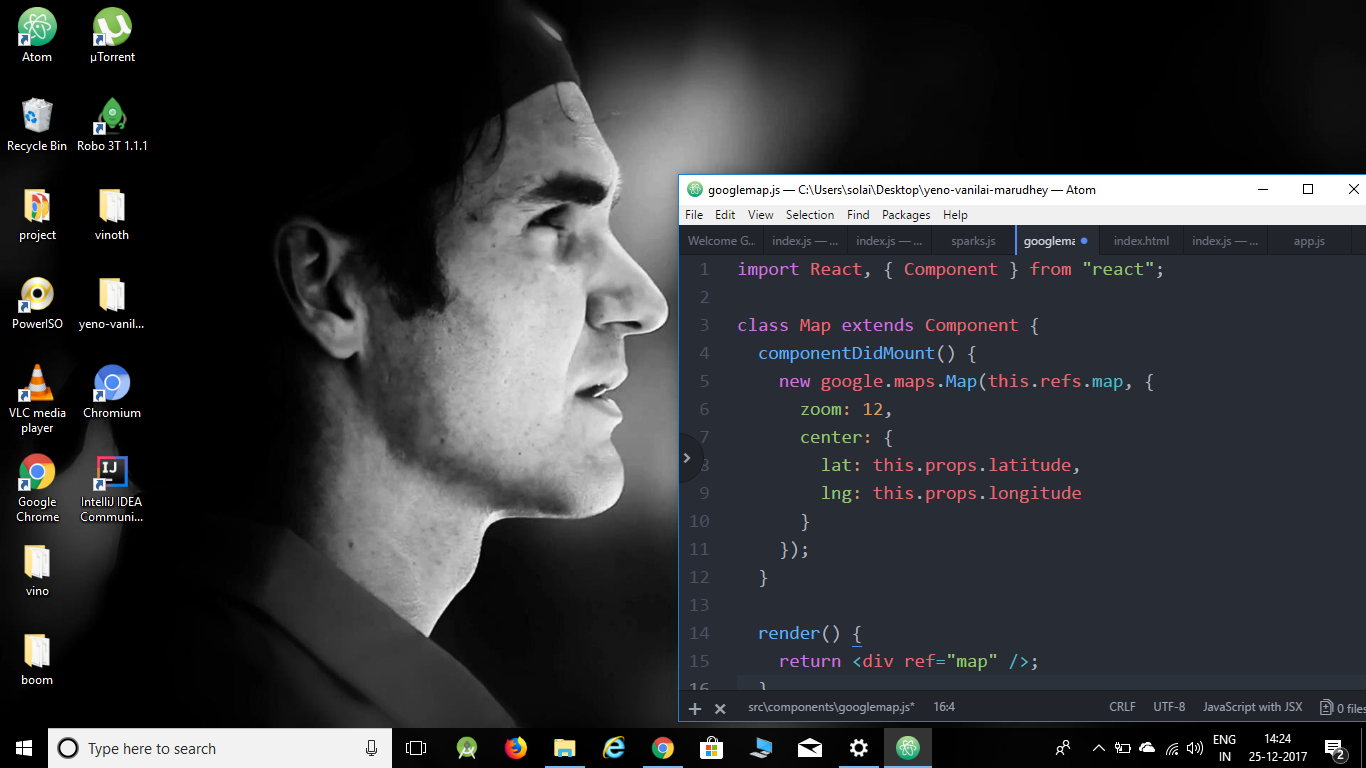 Atom
µTorrent
Recycle Bin
Robo 3T 1.1.1
project
vinoth
PowerISO
yeno-vanil...
VLC media
player
Chromium
Google
Chrome
IntelliJ IDEA
Communi...
vino
boom
googlemap.js — C:\Users\solai\Desktop\yeno-vanilai-marudhey — Atom
File Edit View Selection Find Packages Help
Welcome G... index.js — ... index.js — ... sparks.js googlema index.html index.js — ... app.js
1 import React, { Component } from "react";
2
3 class Map extends Component {
4 componentDidMount() {
5 new google.maps.Map(this.refs.map, {
6 zoom: 12,
7 center: {
8 lat: this.props.latitude,
9 lng: this.props.longitude
10 }
11 });
12 }
13
14 render() {
15 return <div ref="map" />;
16 }
src\components\googlemap.js* 16:4 CRLF UTF-8 JavaScript with JSX 0 files
IJ
Type here to search
ENG
IN
14:24
25-12-2017
2